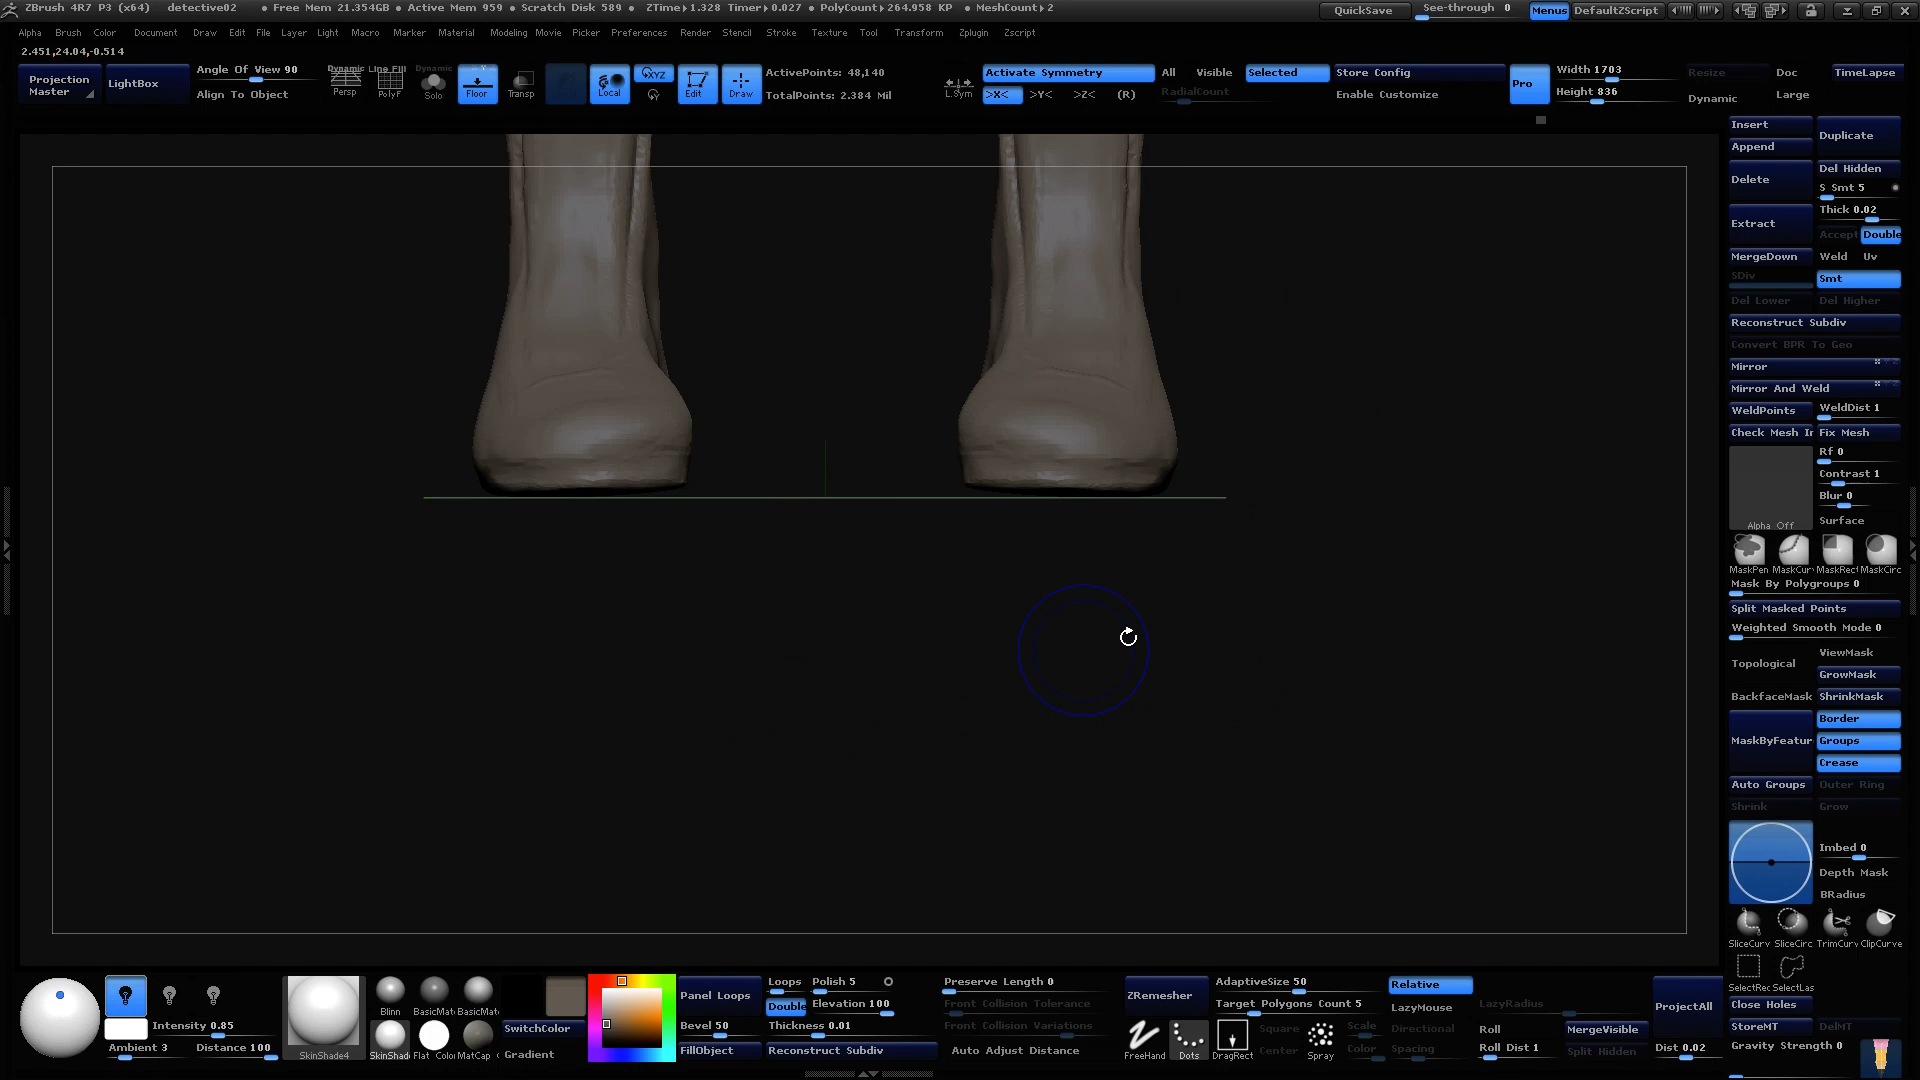 ZBrush 4R7 P3 (x64) detective02 • Free Mem 21.354GB • Active Mem 959 • Scratch Disk 589 • ZTime▸1.328 Timer▸0.027 • PolyCount▸264.958 KP • MeshCount▸2 QuickSave See-through 0 Menus DefaultZScript
Alpha Brush Color Document Draw Edit File Layer Light Macro Marker Material Modeling Movie Picker Preferences Render Stencil Stroke Texture Tool Transform Zplugin Zscript
2.451,24.04,-0.514
Projection Master
LightBox
Angle Of View 90
Align To Object
Dynamic Line Fill
Persp
PolyF
Dynamic
Solo
Floor
Transp
Local
XYZ
Edit
Draw
ActivePoints: 48,140
TotalPoints: 2.384 Mil
L.Sym
Activate Symmetry
>X< >Y< >Z< (R)
All Visible Selected
RadialCount
Store Config
Enable Customize
Pro
Width 1703
Height 836
Resize Doc TimeLapse
Dynamic Large
Insert
Append
Duplicate
Delete
Del Hidden
S Smt 5
Extract
Thick 0.02
Accept Double
MergeDown Weld Uv
SDiv Smt
Del Lower Del Higher
Reconstruct Subdiv
Convert BPR To Geo
Mirror
Mirror And Weld
WeldPoints WeldDist 1
Check Mesh Ir Fix Mesh
Rf 0
Contrast 1
Blur 0
Alpha Off Surface
MaskPen MaskCur MaskRec MaskCirc
Mask By Polygroups 0
Split Masked Points
Weighted Smooth Mode 0
Topological ViewMask
GrowMask
BackfaceMask ShrinkMask
MaskByFeatur
Border
Groups
Crease
Auto Groups Outer Ring
Shrink Grow
Imbed 0
Depth Mask
BRadius
SliceCurv SliceCirc TrimCurv ClipCurve
SelectRec SelectLas
Close Holes
StoreMT DelMT
Gravity Strength 0
Intensity 0.85
Ambient 3 Distance 100
SkinShade4
Blinn BasicMat BasicMat
SkinShad Flat Color MatCap
SwitchColor
Gradient
Panel Loops
Loops Polish 5
Double Elevation 100
Bevel 50 Thickness 0.01
FillObject Reconstruct Subdiv
Preserve Length 0
Front Collision Tolerance
Front Collision Variations
Auto Adjust Distance
ZRemesher
AdaptiveSize 50
Target Polygons Count 5
FreeHand Dots DragRect
Square
Center
Spray
Scale
Color
Relative
LazyMouse
Directional
Spacing
LazyRadius
Roll
Roll Dist 1
MergeVisible
Split Hidden
ProjectAll
Dist 0.02